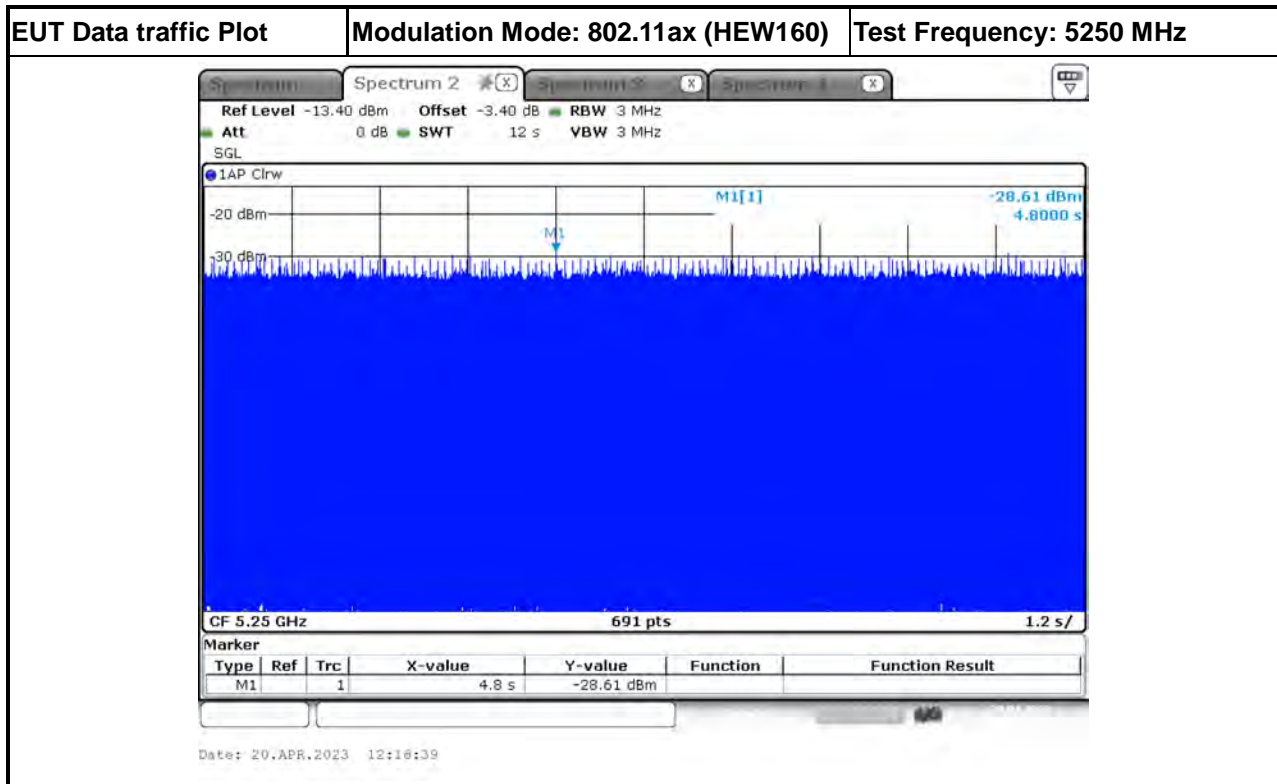 EUT Data traffic Plot Modulation Mode: 802.11ax (HEW160) Test Frequency: 5250 MHz
Spectrum 2
Ref Level -13.40 dBm Offset -3.40 dB RBW 3 MHz
Att 0 dB SWT 12 s VBW 3 MHz
SGL
1AP Clrw
M1[1] -28.61 dBm
4.8000 s
-20 dBm
M1
-30 dBm
CF 5.25 GHz 691 pts 1.2 s/
Marker
Type Ref Trc X-value Y-value Function Function Result
M1 1 4.8 s -28.61 dBm
Date: 20.APR.2023 12:16:39